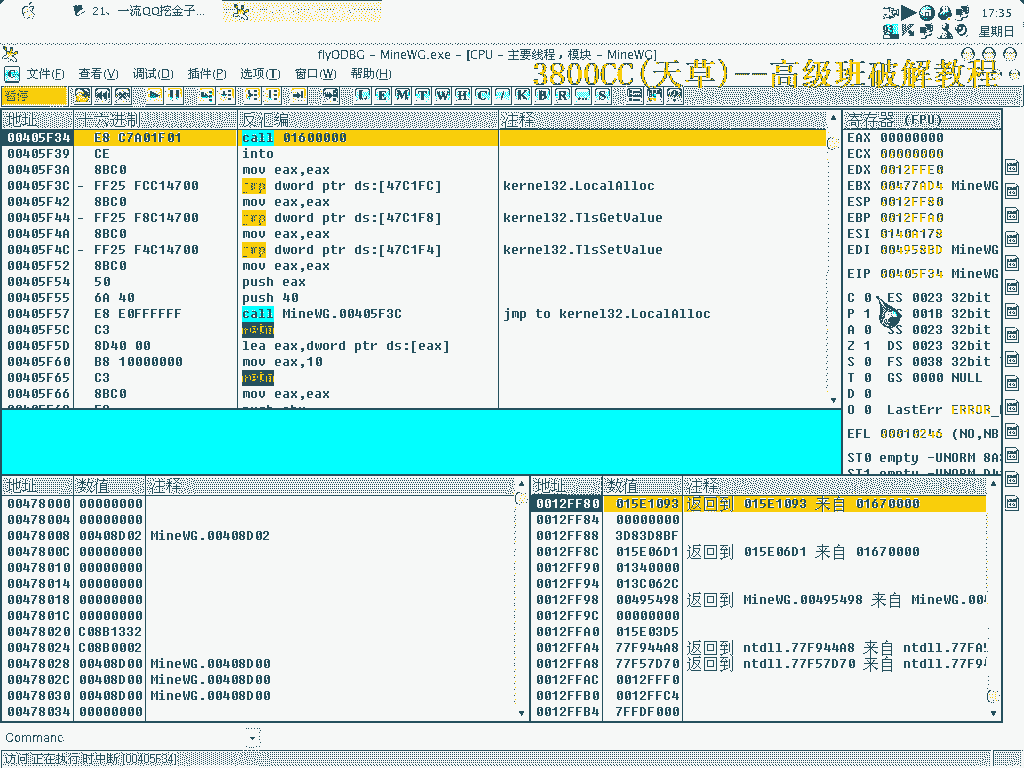 21、一流QQ挖金子...
17:35
星期日
flyODBG - MineWG.exe - [CPU - 主要线程, 模块 - MineWG]
文件(F) 查看(V) 调试(D) 插件(P) 选项(T) 窗口(W) 帮助(H)
3800CC(天草)--高级班破解教程
暂停
L E M T W H C / K B R ... S
地址 十六进制 反汇编 注释
00405F34 E8 C7A01F01 call 01600000
00405F39 CE into
00405F3A 8BC0 mov eax,eax
00405F3C - FF25 FCC14700 jmp dword ptr ds:[47C1FC] kernel32.LocalAlloc
00405F42 8BC0 mov eax,eax
00405F44 - FF25 F8C14700 jmp dword ptr ds:[47C1F8] kernel32.TlsGetValue
00405F4A 8BC0 mov eax,eax
00405F4C - FF25 F4C14700 jmp dword ptr ds:[47C1F4] kernel32.TlsSetValue
00405F52 8BC0 mov eax,eax
00405F54 50 push eax
00405F55 6A 40 push 40
00405F57 E8 E0FFFFFF call MineWG.00405F3C jmp to kernel32.LocalAlloc
00405F5C C3 retn
00405F5D 8D40 00 lea eax,dword ptr ds:[eax]
00405F60 B8 10000000 mov eax,10
00405F65 C3 retn
00405F66 8BC0 mov eax,eax
寄存器 (FPU)
EAX 00000000
ECX 00000000
EDX 0012FFE0
EBX 00477AD4 MineWG
ESP 0012FF80
EBP 0012FFA0
ESI 0140A178
EDI 004958BD MineWG
EIP 00405F34 MineWG
C 0 ES 0023 32bit
P 1 001B 32bit
A 0 SS 0023 32bit
Z 1 DS 0023 32bit
S 0 FS 0038 32bit
T 0 GS 0000 NULL
D 0
O 0 LastErr ERROR_
EFL 00010246 (NO,NB
ST0 empty -UNORM 8A
地址 数值 注释
00478000 00000000
00478004 00000000
00478008 00408D02 MineWG.00408D02
0047800C 00000000
00478010 00000000
00478014 00000000
00478018 00000000
0047801C 00000000
00478020 C08B1332
00478024 C08B0002
00478028 00408D00 MineWG.00408D00
0047802C 00408D00 MineWG.00408D00
00478030 00408D00 MineWG.00408D00
00478034 00000000
地址 数值 注释
0012FF80 015E1093 返回到 015E1093 来自 01670000
0012FF84 00000000
0012FF88 3D83D8BF
0012FF8C 015E06D1 返回到 015E06D1 来自 01670000
0012FF90 01340000
0012FF94 013C062C
0012FF98 00495498 返回到 MineWG.00495498 来自 MineWG.004
0012FF9C 00000000
0012FFA0 015E03D5
0012FFA4 77F944A8 返回到 ntdll.77F944A8 来自 ntdll.77FA
0012FFA8 77F57D70 返回到 ntdll.77F57D70 来自 ntdll.77F9
0012FFAC 0012FFF0
0012FFB0 0012FFC4
0012FFB4 7FFDF000
Command
访问 正在执行 时中断 [00405F34]